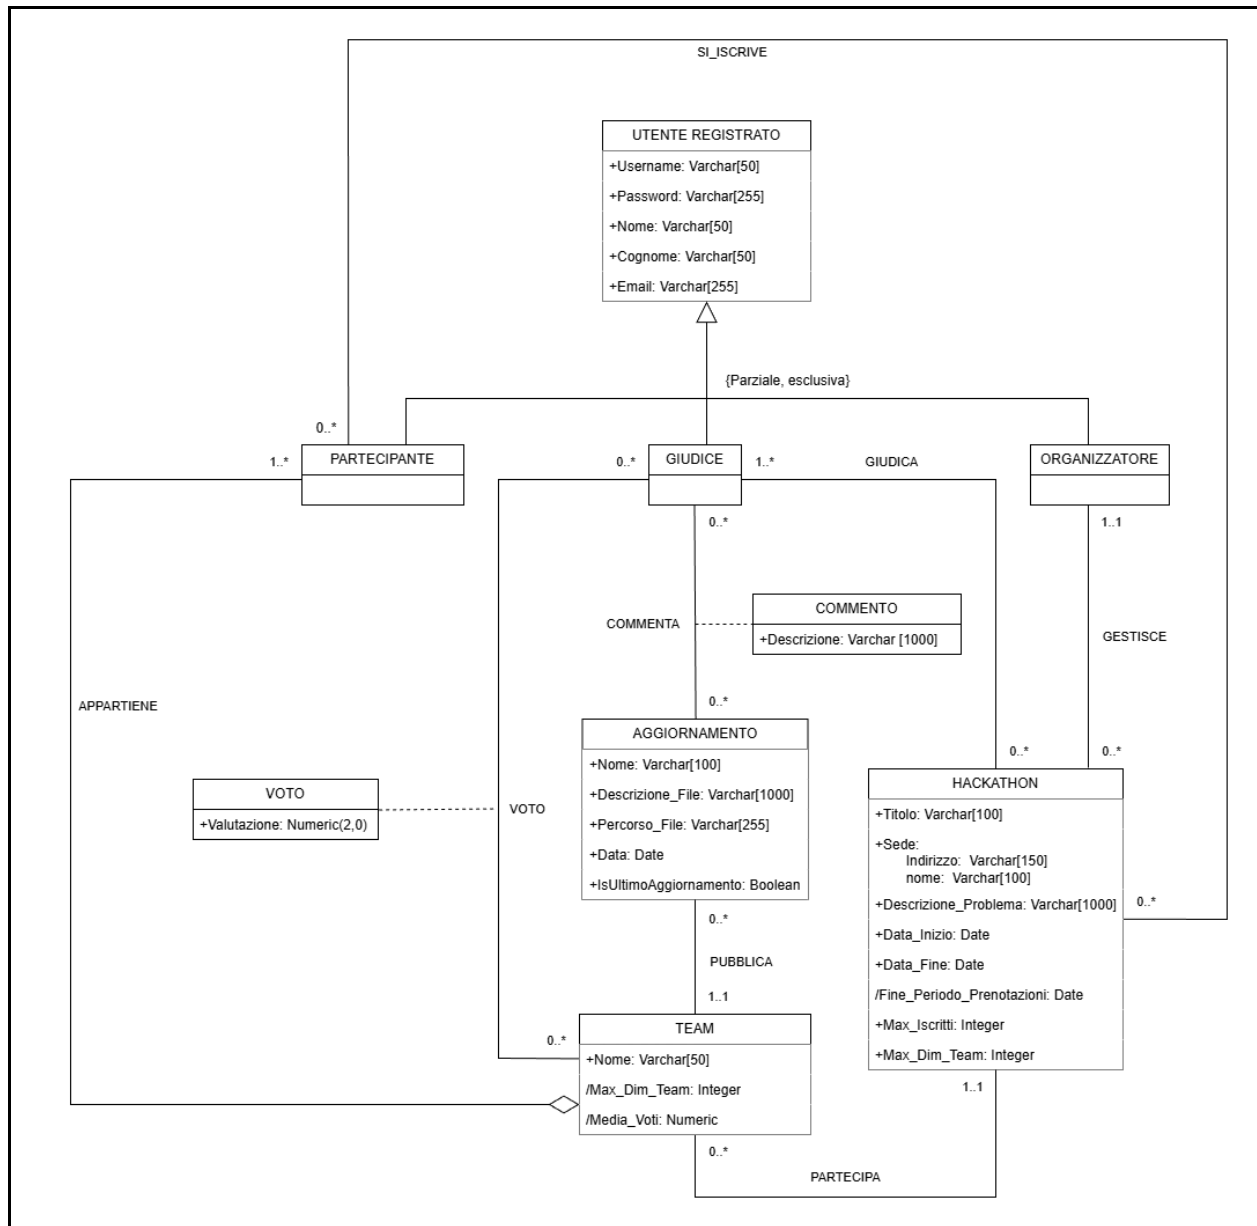 SI_ISCRIVE
UTENTE REGISTRATO
+Username: Varchar[50]
+Password: Varchar[255]
+Nome: Varchar[50]
+Cognome: Varchar[50]
+Email: Varchar[255]
{Parziale, esclusiva}
0..*
1..*
PARTECIPANTE
0..*
GIUDICE
1..*
GIUDICA
ORGANIZZATORE
0..*
1..1
COMMENTO
+Descrizione: Varchar [1000]
COMMENTA
GESTISCE
APPARTIENE
0..*
AGGIORNAMENTO
+Nome: Varchar[100]
+Descrizione_File: Varchar[1000]
+Percorso_File: Varchar[255]
+Data: Date
+IsUltimoAggiornamento: Boolean
0..*
0..*
HACKATHON
+Titolo: Varchar[100]
+Sede:
Indirizzo: Varchar[150]
nome: Varchar[100]
+Descrizione_Problema: Varchar[1000]
+Data_Inizio: Date
+Data_Fine: Date
/Fine_Periodo_Prenotazioni: Date
+Max_Iscritti: Integer
+Max_Dim_Team: Integer
0..*
VOTO
+Valutazione: Numeric(2,0)
VOTO
0..*
PUBBLICA
1..1
TEAM
+Nome: Varchar[50]
/Max_Dim_Team: Integer
/Media_Voti: Numeric
0..*
1..1
0..*
PARTECIPA